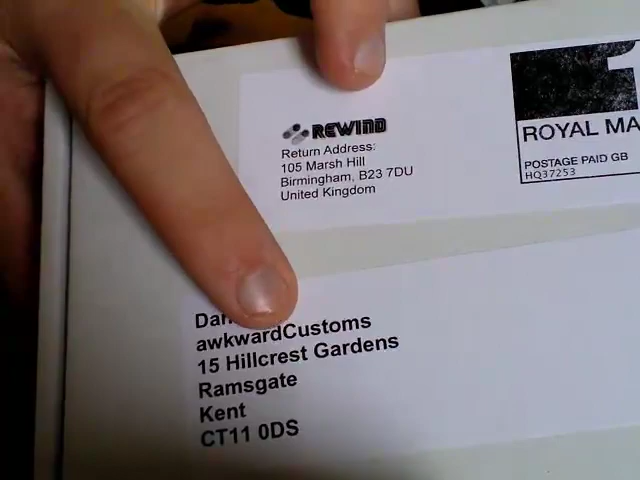 REWIND
Return Address:
105 Marsh Hill
Birmingham, B23 7DU
United Kingdom
1
ROYAL MA
POSTAGE PAID GB
HQ37253
Dan
awkwardCustoms
15 Hillcrest Gardens
Ramsgate
Kent
CT11 0DS